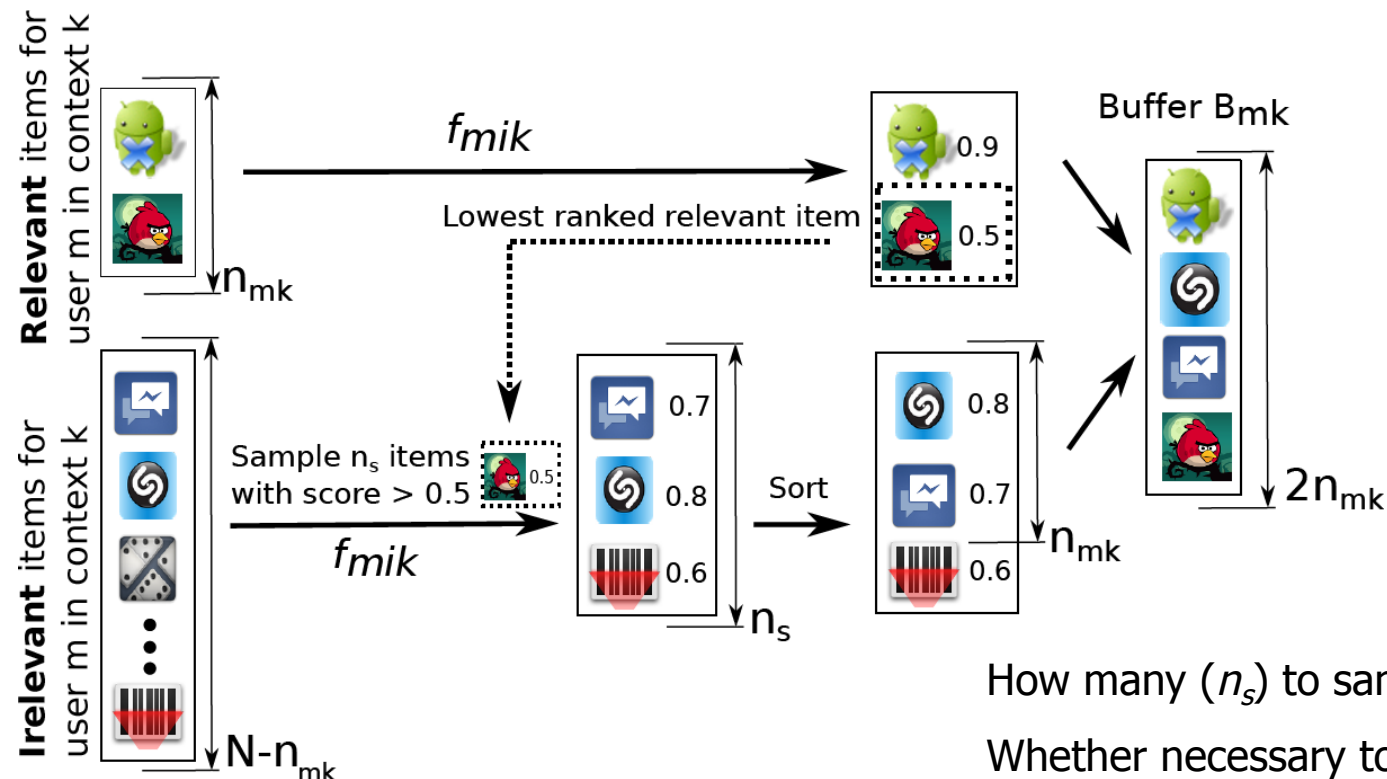 Relevant items for
user m in context k
n_mk
f_mik
Lowest ranked relevant item
0.9
0.5
Buffer B_mk
2n_mk
Irelevant items for
user m in context k
N-n_mk
Sample n_s items
with score > 0.5
0.5
f_mik
0.7
0.8
0.6
n_s
Sort
0.8
0.7
0.6
n_mk
How many (n_s) to
Whether necessary